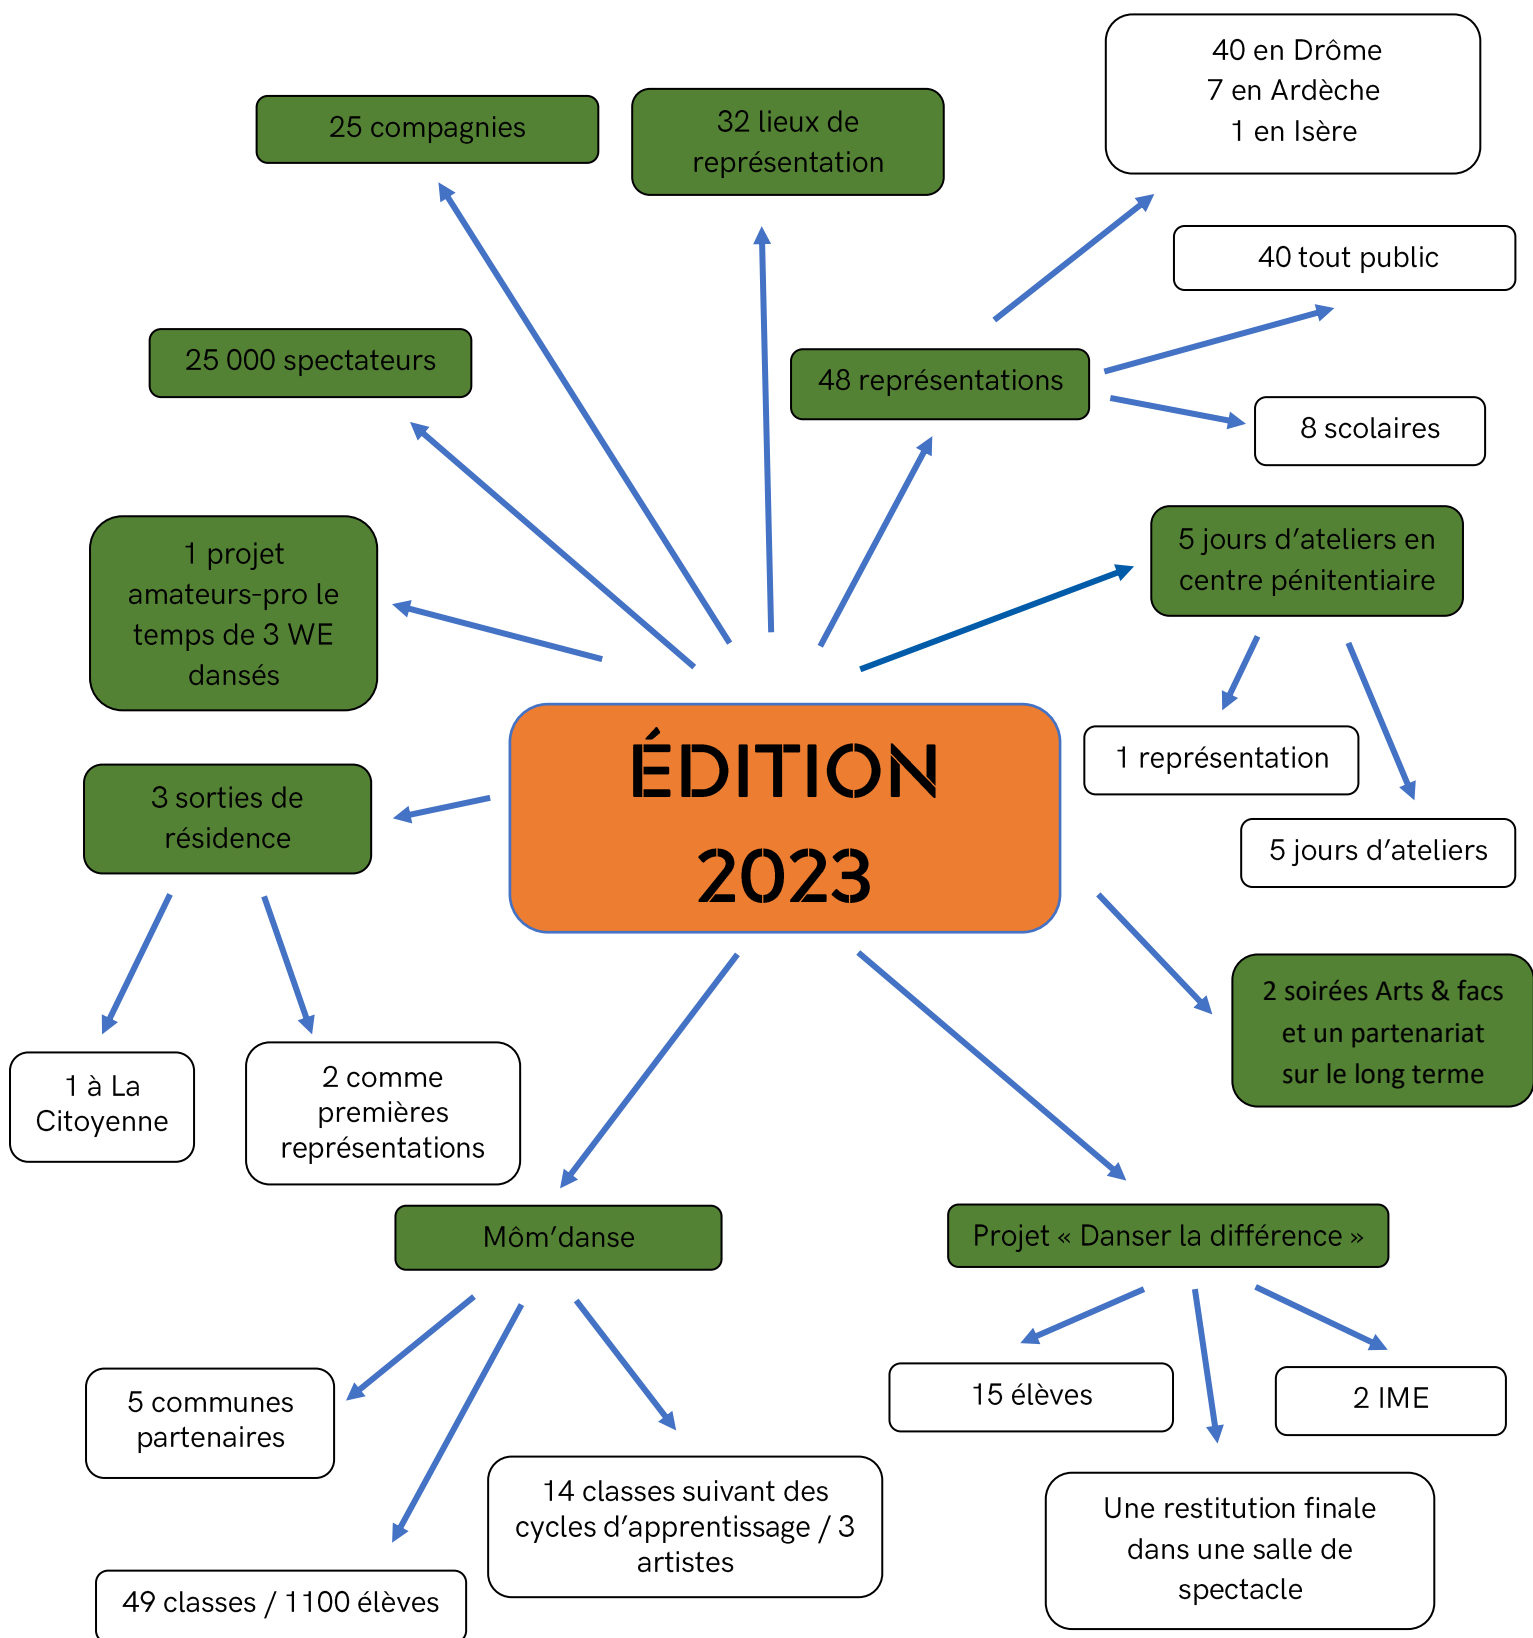 40 en Drôme
7 en Ardèche
1 en Isère
25 compagnies
32 lieux de
représentation
40 tout public
25 000 spectateurs
48 représentations
8 scolaires
1 projet
amateurs-pro le
temps de 3 WE
dansés
5 jours d’ateliers en
centre pénitentiaire
ÉDITION
2023
1 représentation
3 sorties de
résidence
5 jours d’ateliers
2 soirées Arts & facs
et un partenariat
sur le long terme
1 à La
Citoyenne
2 comme
premières
représentations
Môm’danse
Projet « Danser la différence »
5 communes
partenaires
15 élèves
2 IME
14 classes suivant des
cycles d’apprentissage / 3
artistes
Une restitution finale
dans une salle de
spectacle
49 classes / 1100 élèves